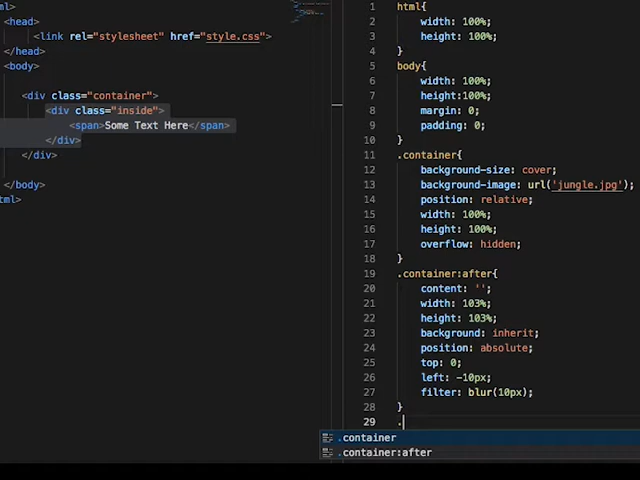 ml>
<head>
<link rel="stylesheet" href="style.css">
</head>
<body>
<div class="container">
<div class="inside">
<span>Some Text Here</span>
</div>
</div>
</body>
tml>
1 html{
2 width: 100%;
3 height: 100%;
4 }
5 body{
6 width: 100%;
7 height:100%;
8 margin: 0;
9 padding: 0;
10 }
11 .container{
12 background-size: cover;
13 background-image: url('jungle.jpg');
14 position: relative;
15 width: 100%;
16 height: 100%;
17 overflow: hidden;
18 }
19 .container:after{
20 content: '';
21 width: 103%;
22 height: 103%;
23 background: inherit;
24 position: absolute;
25 top: 0;
26 left: -10px;
27 filter: blur(10px);
28 }
29 .
.container
.container:after